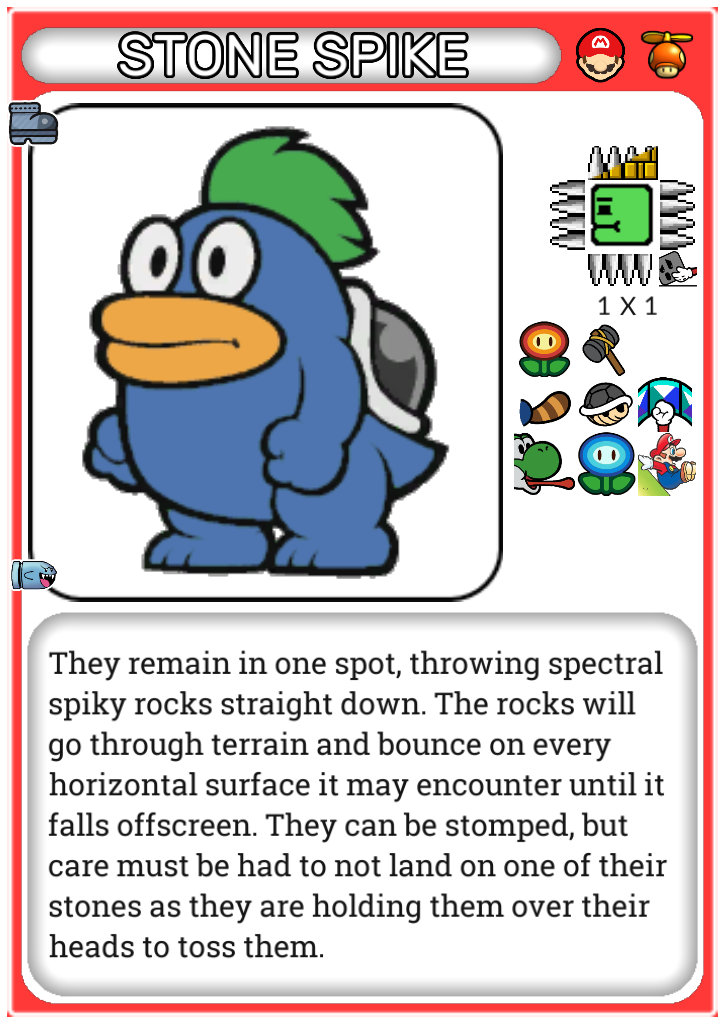 STONE SPIKE
1 X 1
They remain in one spot, throwing spectral
spiky rocks straight down. The rocks will
go through terrain and bounce on every
horizontal surface it may encounter until it
falls offscreen. They can be stomped, but
care must be had to not land on one of their
stones as they are holding them over their
heads to toss them.